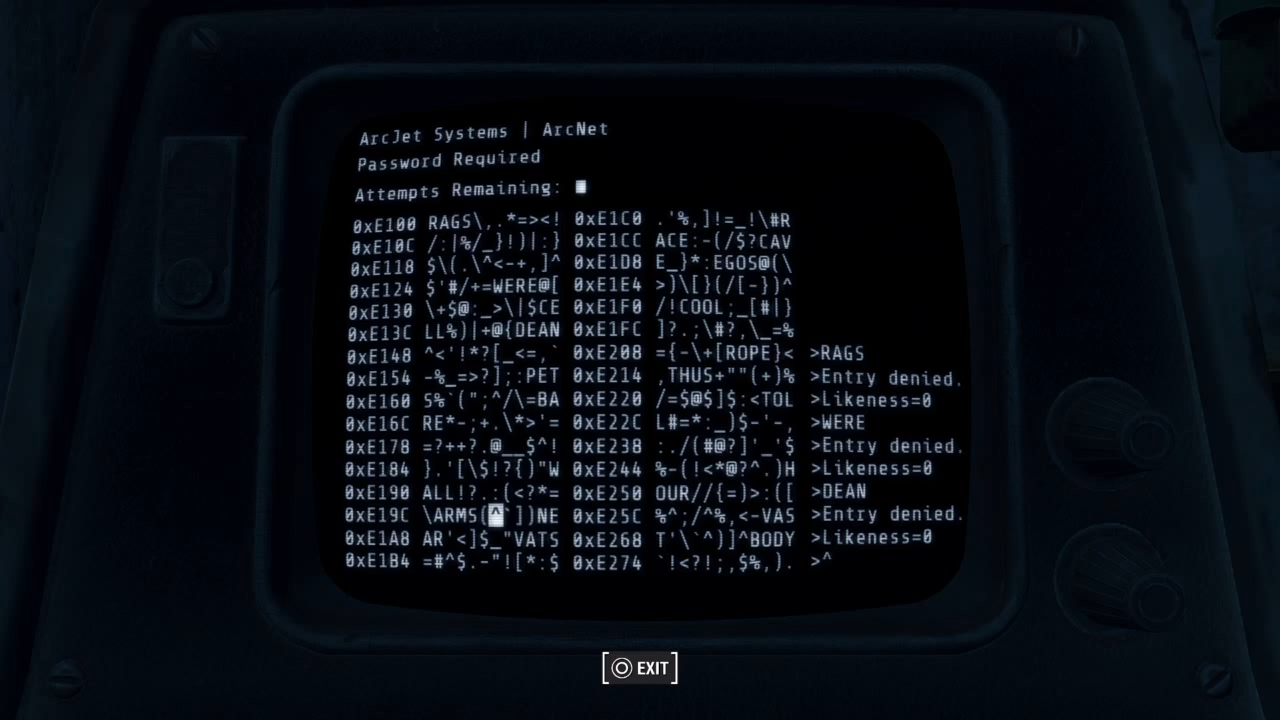 ArcJet Systems | ArcNet
Password Required
Attempts Remaining: ■
0xE100 RAGS\,.*=><! 0xE1C0 .'%,]!=_!\#R
0xE10C /:|%/_}!)|:} 0xE1CC ACE:-(/$?CAV
0xE118 $\(.\^<-+,]^ 0xE1D8 E_}*:EGOS@(\
0xE124 $'#/+=WERE@[ 0xE1E4 >)\[}(/[-})^
0xE130 \+$@:_>\|$CE 0xE1F0 /!COOL;_[#|}
0xE13C LL%)|+@{DEAN 0xE1FC ]?.;\#?,\_=%
0xE148 ^<'!*?[_<=,` 0xE208 ={-\+[ROPE}< >RAGS
0xE154 -%_=>?];:PET 0xE214 ,THUS+""(+)% >Entry denied.
0xE160 S%`(";^/\=BA 0xE220 /=$@$]$:<TOL >Likeness=0
0xE16C RE*-;+.\*>'= 0xE22C L#=*:_)$-'-, >WERE
0xE178 =?++?.@__$^! 0xE238 :./(#@?]'_'$ >Entry denied.
0xE184 }.'[\$!?{)"W 0xE244 %-(!<*@?^.)H >Likeness=0
0xE190 ALL!?.:(<?*= 0xE250 OUR//{=)>:([ >DEAN
0xE19C \ARMS(^`])NE 0xE25C %^;/^%,<-VAS >Entry denied.
0xE1A8 AR'<]$_"VATS 0xE268 T'\`^)]^BODY >Likeness=0
0xE1B4 =#^$.-"![*:$ 0xE274 `!<?!;,$%,). >^
EXIT